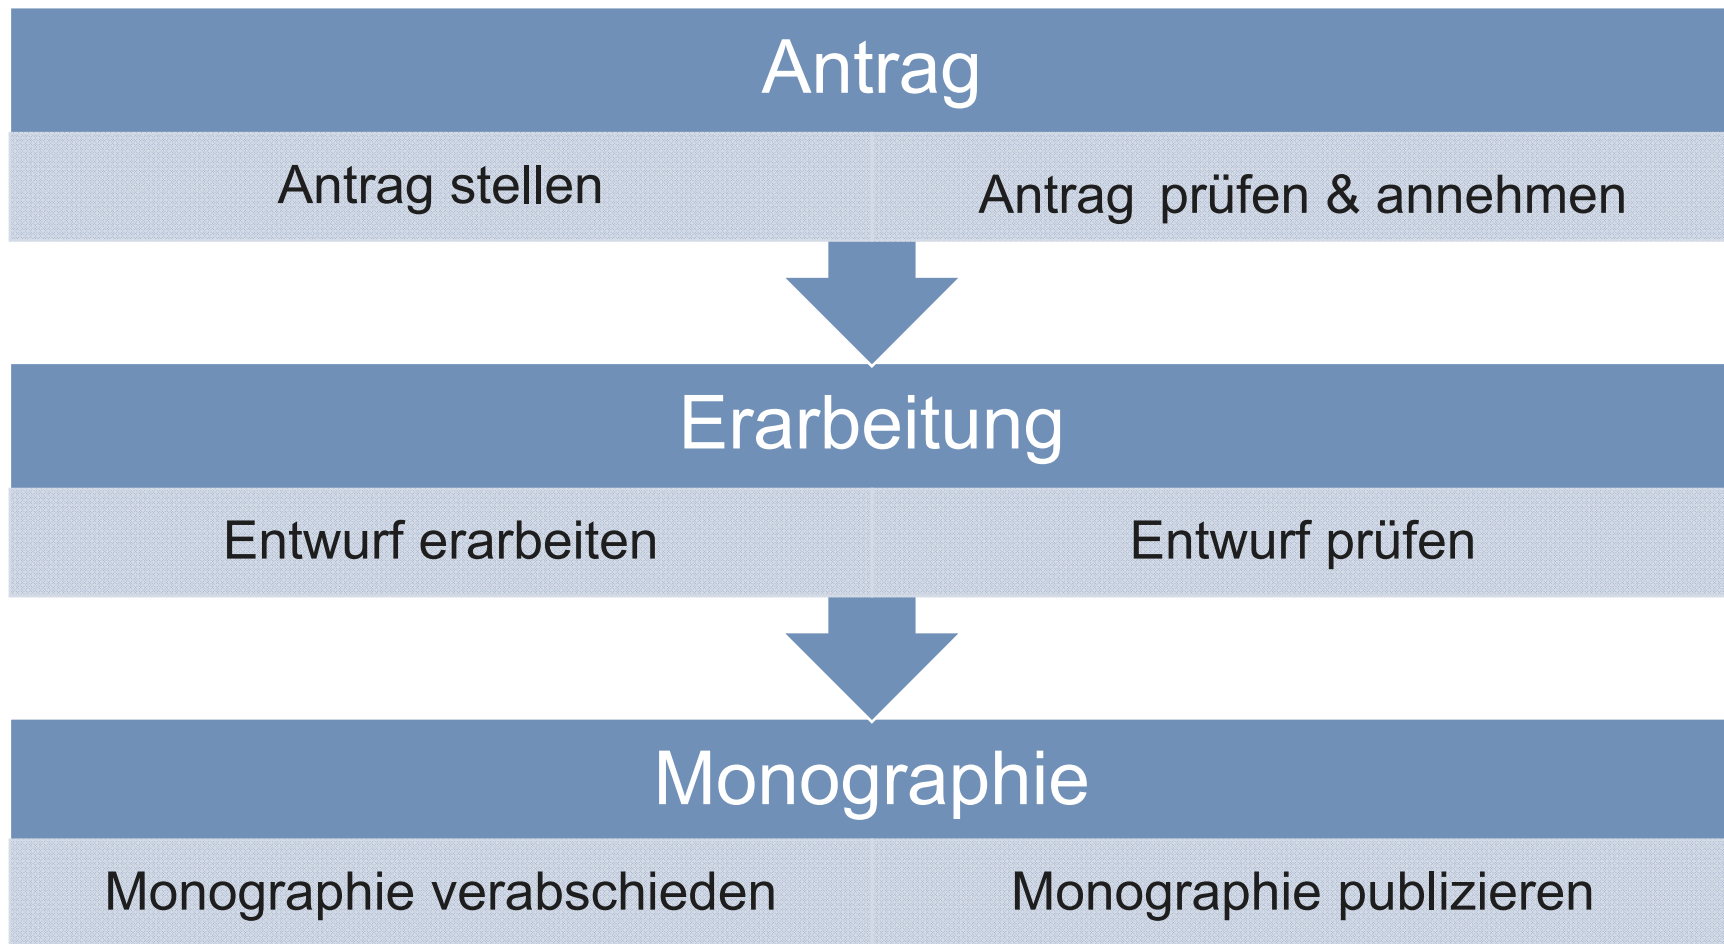 Antrag
Antrag stellen
Antrag prüfen & annehmen
Erarbeitung
Entwurf erarbeiten
Entwurf prüfen
Monographie
Monographie verabschieden
Monographie publizieren